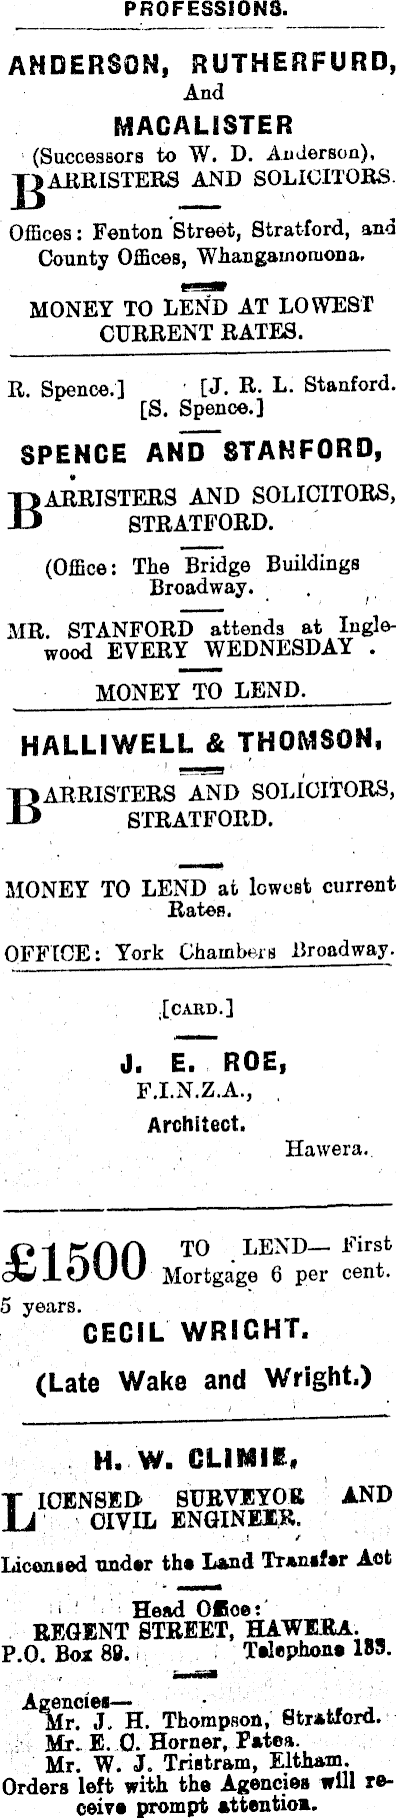 PROFESSIONS.
ANDERSON, RUTHERFURD,
And
MACALISTER
(Successors to W. D. Anderson),
BARRISTERS AND SOLICITORS.
Offices: Fenton Street, Stratford, and
County Offices, Whangamomona.
MONEY TO LEND AT LOWEST
CURRENT RATES.
R. Spence.] [J. R. L. Stanford.
[S. Spence.]
SPENCE AND STANFORD,
BARRISTERS AND SOLICITORS,
STRATFORD.
(Office: The Bridge Buildings
Broadway.
MR. STANFORD attends at Ingle-
wood EVERY WEDNESDAY .
MONEY TO LEND.
HALLIWELL & THOMSON,
BARRISTERS AND SOLICITORS,
STRATFORD.
MONEY TO LEND at lowest current
Rates.
OFFICE: York Chambers Broadway.
[CARD.]
J. E. ROE,
F.I.N.Z.A.,
Architect.
Hawera.
£1500 TO LEND—First
Mortgage 6 per cent.
5 years.
CECIL WRIGHT.
(Late Wake and Wright.)
H. W. CLIMIE,
LICENSED SURVEYOR AND
CIVIL ENGINEER.
Licensed under the Land Transfer Act
Head Office:
REGENT STREET, HAWERA.
P.O. Box 89. Telephone 183.
Agencies—
Mr. J. H. Thompson, Stratford.
Mr. E. C. Horner, Patea.
Mr. W. J. Tristram, Eltham.
Orders left with the Agencies will re-
ceive prompt attention.